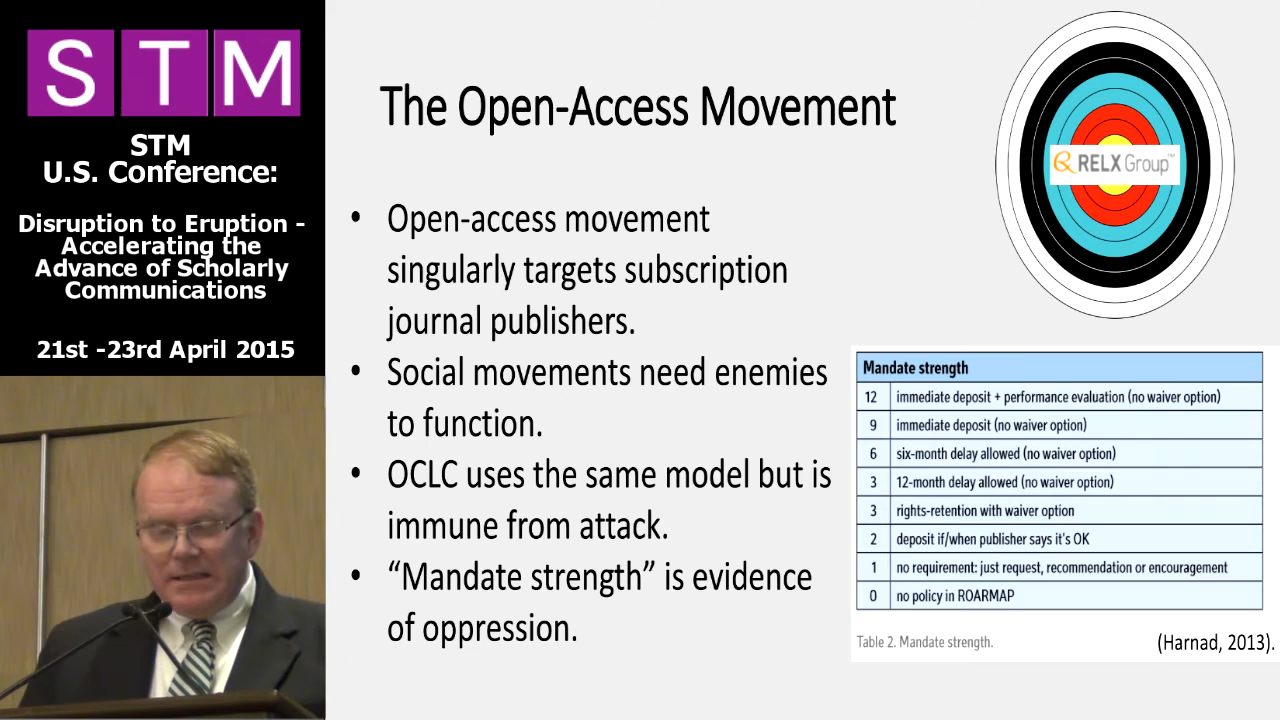 STM
STM
U.S. Conference:
Disruption to Eruption -
Accelerating the
Advance of Scholarly
Communications
21st -23rd April 2015
The Open-Access Movement
• Open-access movement
singularly targets subscription
journal publishers.
• Social movements need enemies
to function.
• OCLC uses the same model but is
immune from attack.
• “Mandate strength” is evidence
of oppression.
RELX Group™
Mandate strength
12 immediate deposit + performance evaluation (no waiver option)
9 immediate deposit (no waiver option)
6 six-month delay allowed (no waiver option)
3 12-month delay allowed (no waiver option)
3 rights-retention with waiver option
2 deposit if/when publisher says it's OK
1 no requirement: just request, recommendation or encouragement
0 no policy in ROARMAP
Table 2. Mandate strength.
(Harnad, 2013).